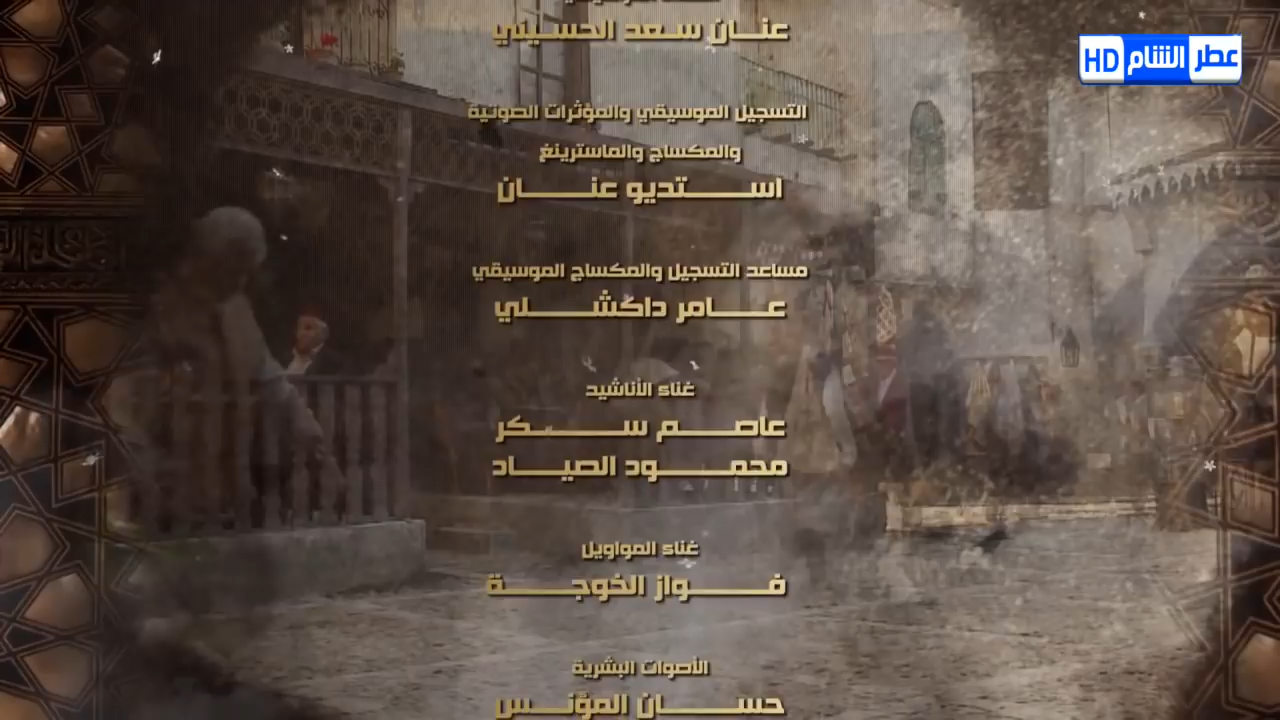 عنان سعد الحسيني
عطر الشام HD
التسجيل الموسيقي والمؤثرات الصوتية
والمكساج والماسترينغ
استديو عنان
مساعد التسجيل والمكساج الموسيقي
عامر داكشلي
غناء الأناشيد
عاصم سكر
محمود الصياد
غناء المواويل
فواز الخوجة
الأصوات البشرية
حسان المؤنس